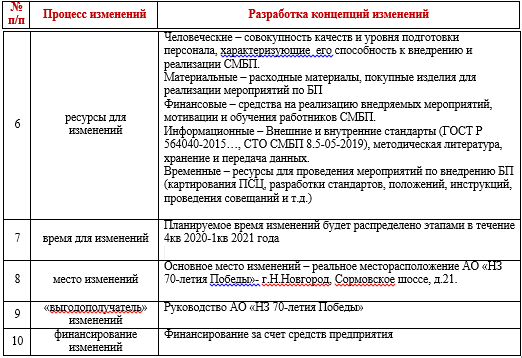 № Процесс изменений Разработка концепций изменений
п/п
Человеческие – совокупность качеств и уровня подготовки
персонала, характеризующие его способность к внедрению и
реализации СМБП.
Материальные – расходные материалы, покупные изделия для
реализации мероприятий по БП
Финансовые – средства на реализацию внедряемых мероприятий,
6 ресурсы для мотивации и обучения работников СМБП.
изменений Информационные – Внешние и внутренние стандарты (ГОСТ Р
564040-2015…, СТО СМБП 8.5-05-2019), методическая литература,
хранение и передача данных.
Временные – ресурсы для проведения мероприятий по внедрению БП
(картирования ПСЦ, разработки стандартов, положений, инструкций,
проведения совещаний и т.д.)
7 время для изменений Планируемое время изменений будет распределено этапами в течение
4кв 2020-1кв 2021 года
8 место изменений Основное место изменений – реальное месторасположение АО «НЗ
70-летия Победы»- г.Н.Новгород, Сормовское шоссе, д.21.
9 «выгодополучатель» Руководство АО «НЗ 70-летия Победы»
изменений
10 финансирование Финансирование за счет средств предприятия
изменений